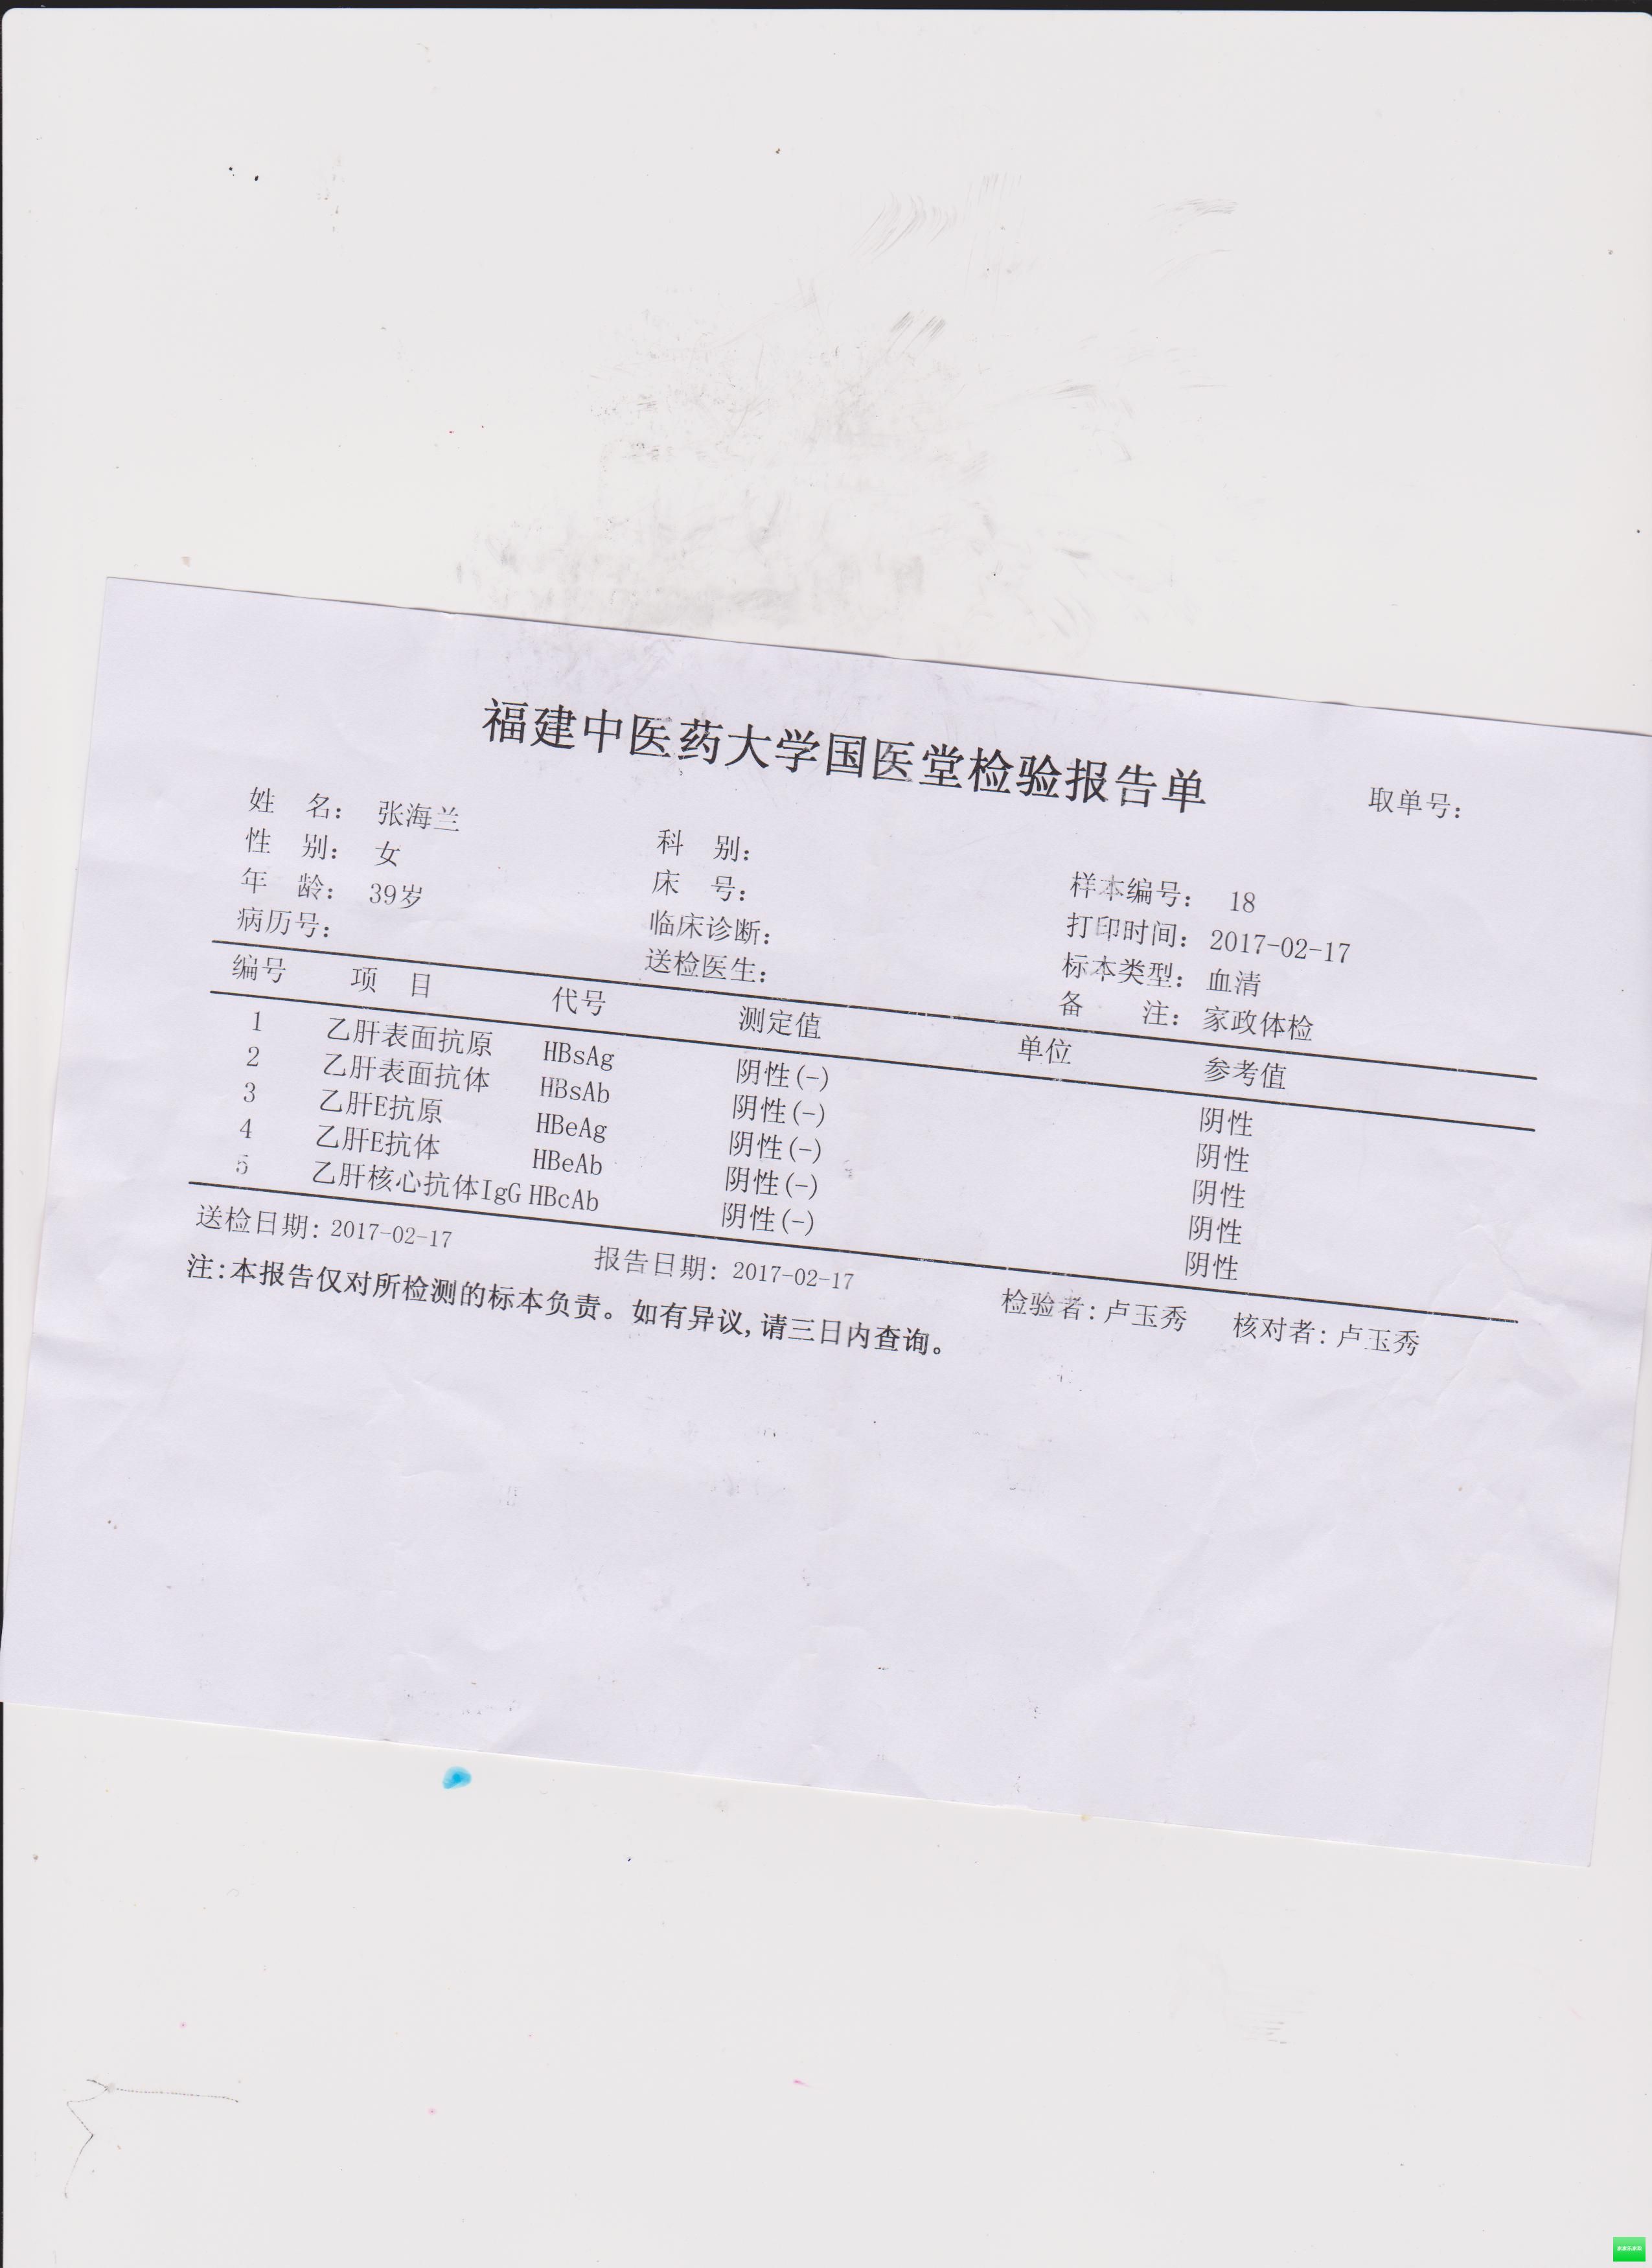 福建中医药大学国医堂检验报告单
取单号：
姓 名： 张海兰 科 别： 样本编号： 18
性 别： 女 床 号： 打印时间： 2017-02-17
年 龄： 39岁 临床诊断： 标本类型： 血清
病历号： 送检医生： 备 注： 家政体检
编号 项 目 代号 测定值 单位 参考值
1 乙肝表面抗原 HBsAg 阴性(-) 阴性
2 乙肝表面抗体 HBsAb 阴性(-) 阴性
3 乙肝E抗原 HBeAg 阴性(-) 阴性
4 乙肝E抗体 HBeAb 阴性(-) 阴性
5 乙肝核心抗体IgG HBcAb 阴性(-) 阴性
送检日期: 2017-02-17 报告日期: 2017-02-17 检验者: 卢玉秀 核对者: 卢玉秀
注:本报告仅对所检测的标本负责。如有异议,请三日内查询。